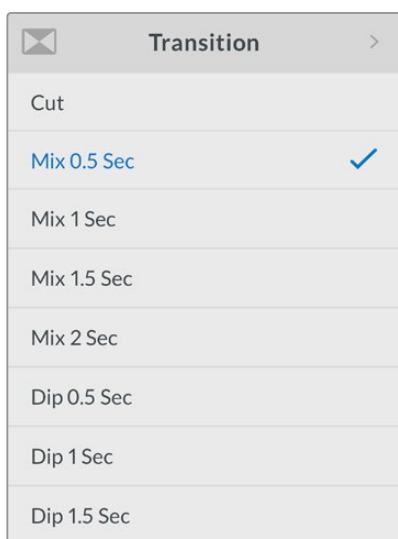 Transition
Cut
Mix 0.5 Sec
Mix 1 Sec
Mix 1.5 Sec
Mix 2 Sec
Dip 0.5 Sec
Dip 1 Sec
Dip 1.5 Sec